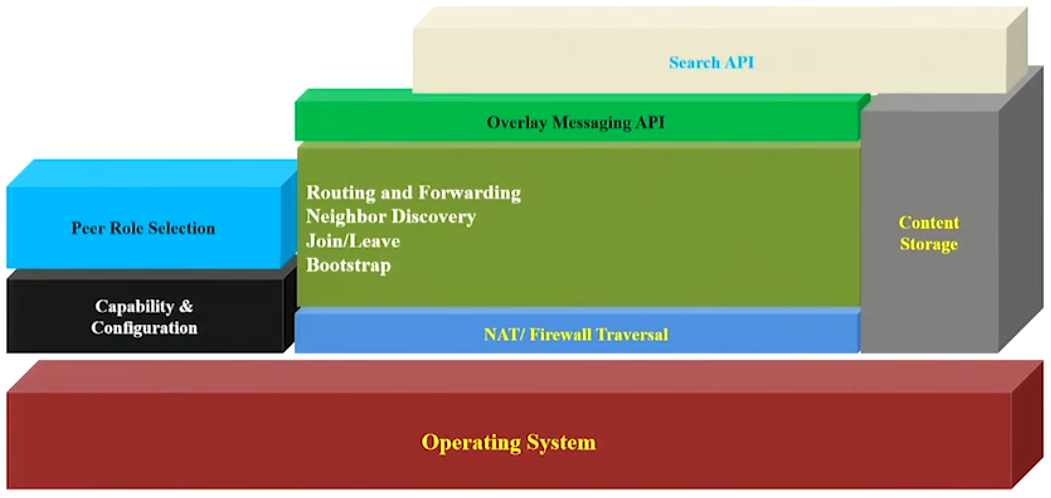 Search API
Overlay Messaging API
Routing and Forwarding
Neighbor Discovery
Join/Leave
Bootstrap
Peer Role Selection
Content
Storage
Capability &
Configuration
NAT/ Firewall Traversal
Operating System